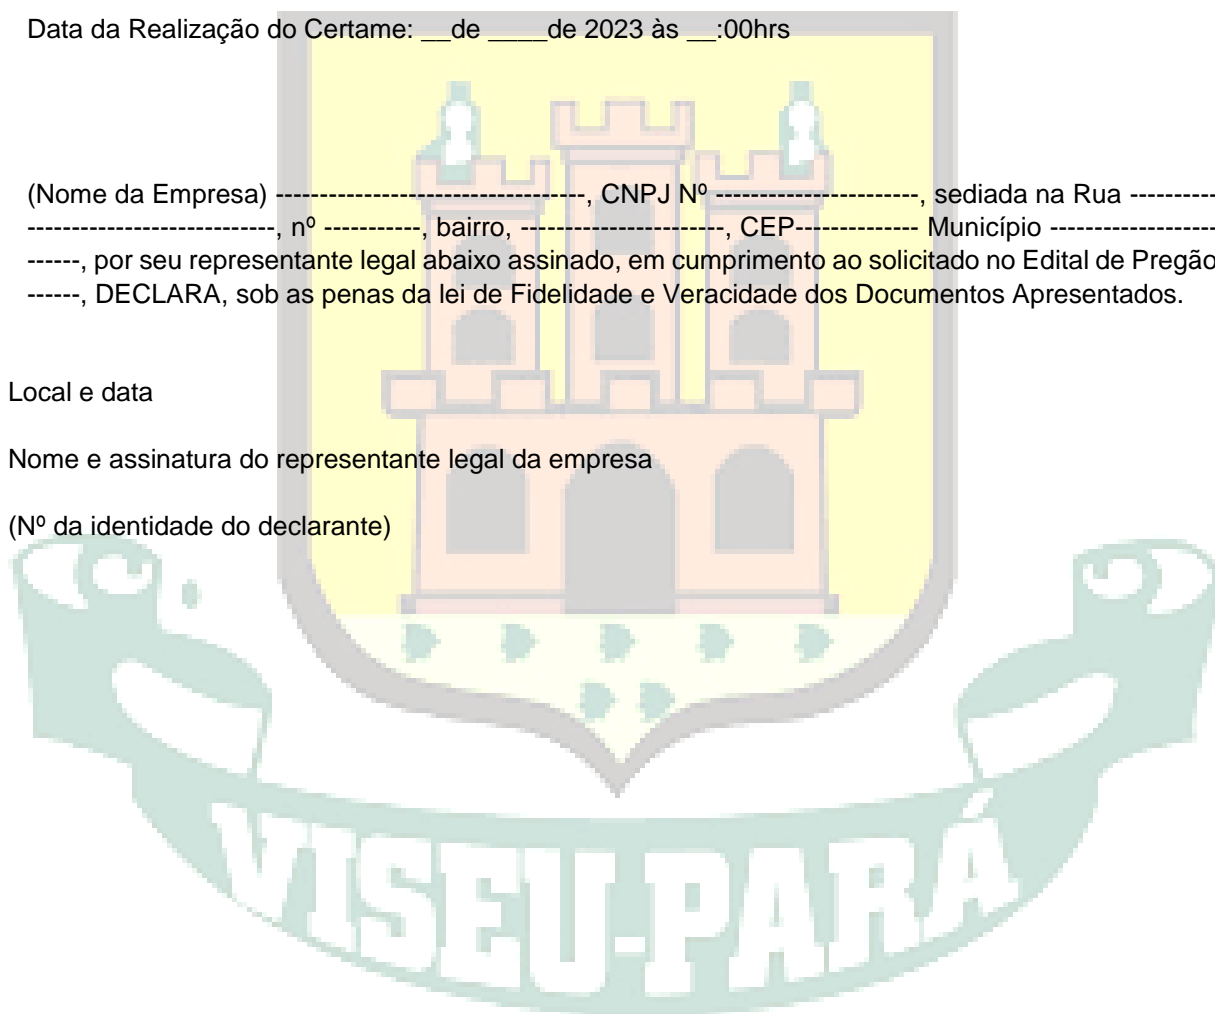 Data da Realização do Certame: __de ____de 2023 às __:00hrs
(Nome da Empresa) -----------------------------------, CNPJ Nº -----------------------, sediada na Rua ----------
----------------------------, nº -----------, bairro, -----------------------, CEP-------------- Município -------------------
------, por seu representante legal abaixo assinado, em cumprimento ao solicitado no Edital de Pregão
------, DECLARA, sob as penas da lei de Fidelidade e Veracidade dos Documentos Apresentados.
Local e data
Nome e assinatura do representante legal da empresa
(Nº da identidade do declarante)
VISEU-PARÁ